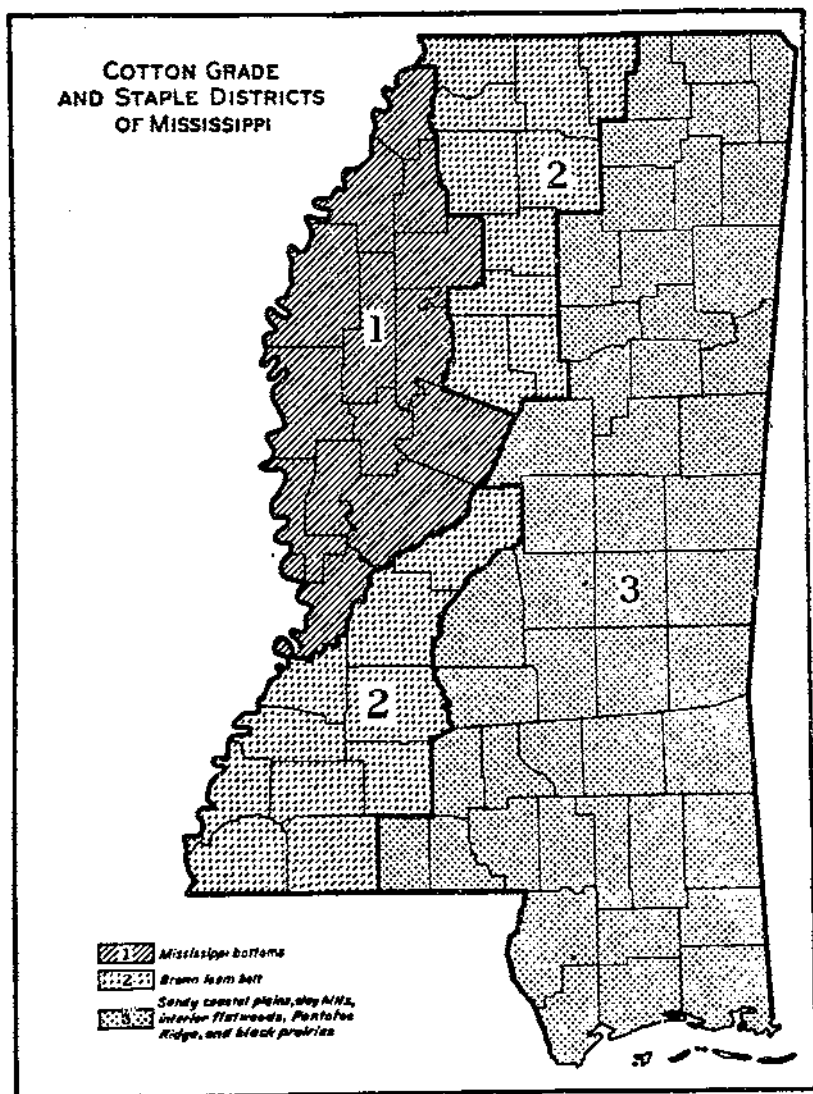 COTTON GRADE
AND STAPLE DISTRICTS
OF MISSISSIPPI
2
1
3
2
1 Mississippi bottoms
2 Brown loam belt
3 Sandy coastal plains, clay hills,
interior flatwoods, Pontotoc
Ridge, and black prairies